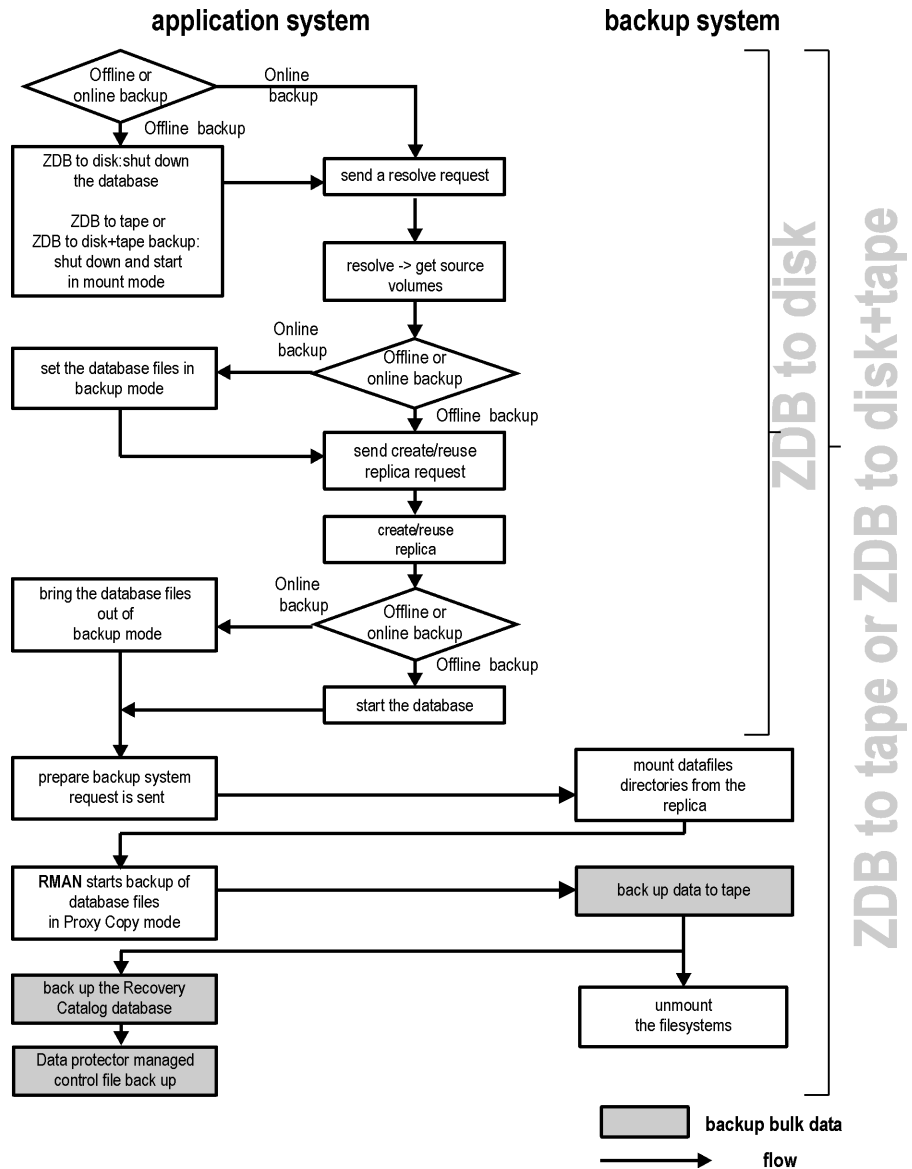 application system
backup system
Offline or
online backup
Online
backup
Offline backup
ZDB to disk:shut down
the database
ZDB to tape or
ZDB to disk+tape backup:
shut down and start
in mount mode
send a resolve request
resolve -> get source
volumes
Online
backup
Offline or
online backup
set the database files in
backup mode
Offline backup
send create/reuse
replica request
create/reuse
replica
Online
backup
bring the database files
out of
backup mode
Offline or
online backup
Offline backup
start the database
prepare backup system
request is sent
mount datafiles
directories from the
replica
RMAN starts backup of
database files
in Proxy Copy mode
back up data to tape
back up the Recovery
Catalog database
unmount
the filesystems
Data protector managed
control file back up
ZDB to disk
ZDB to tape or ZDB to disk+tape
backup bulk data
flow